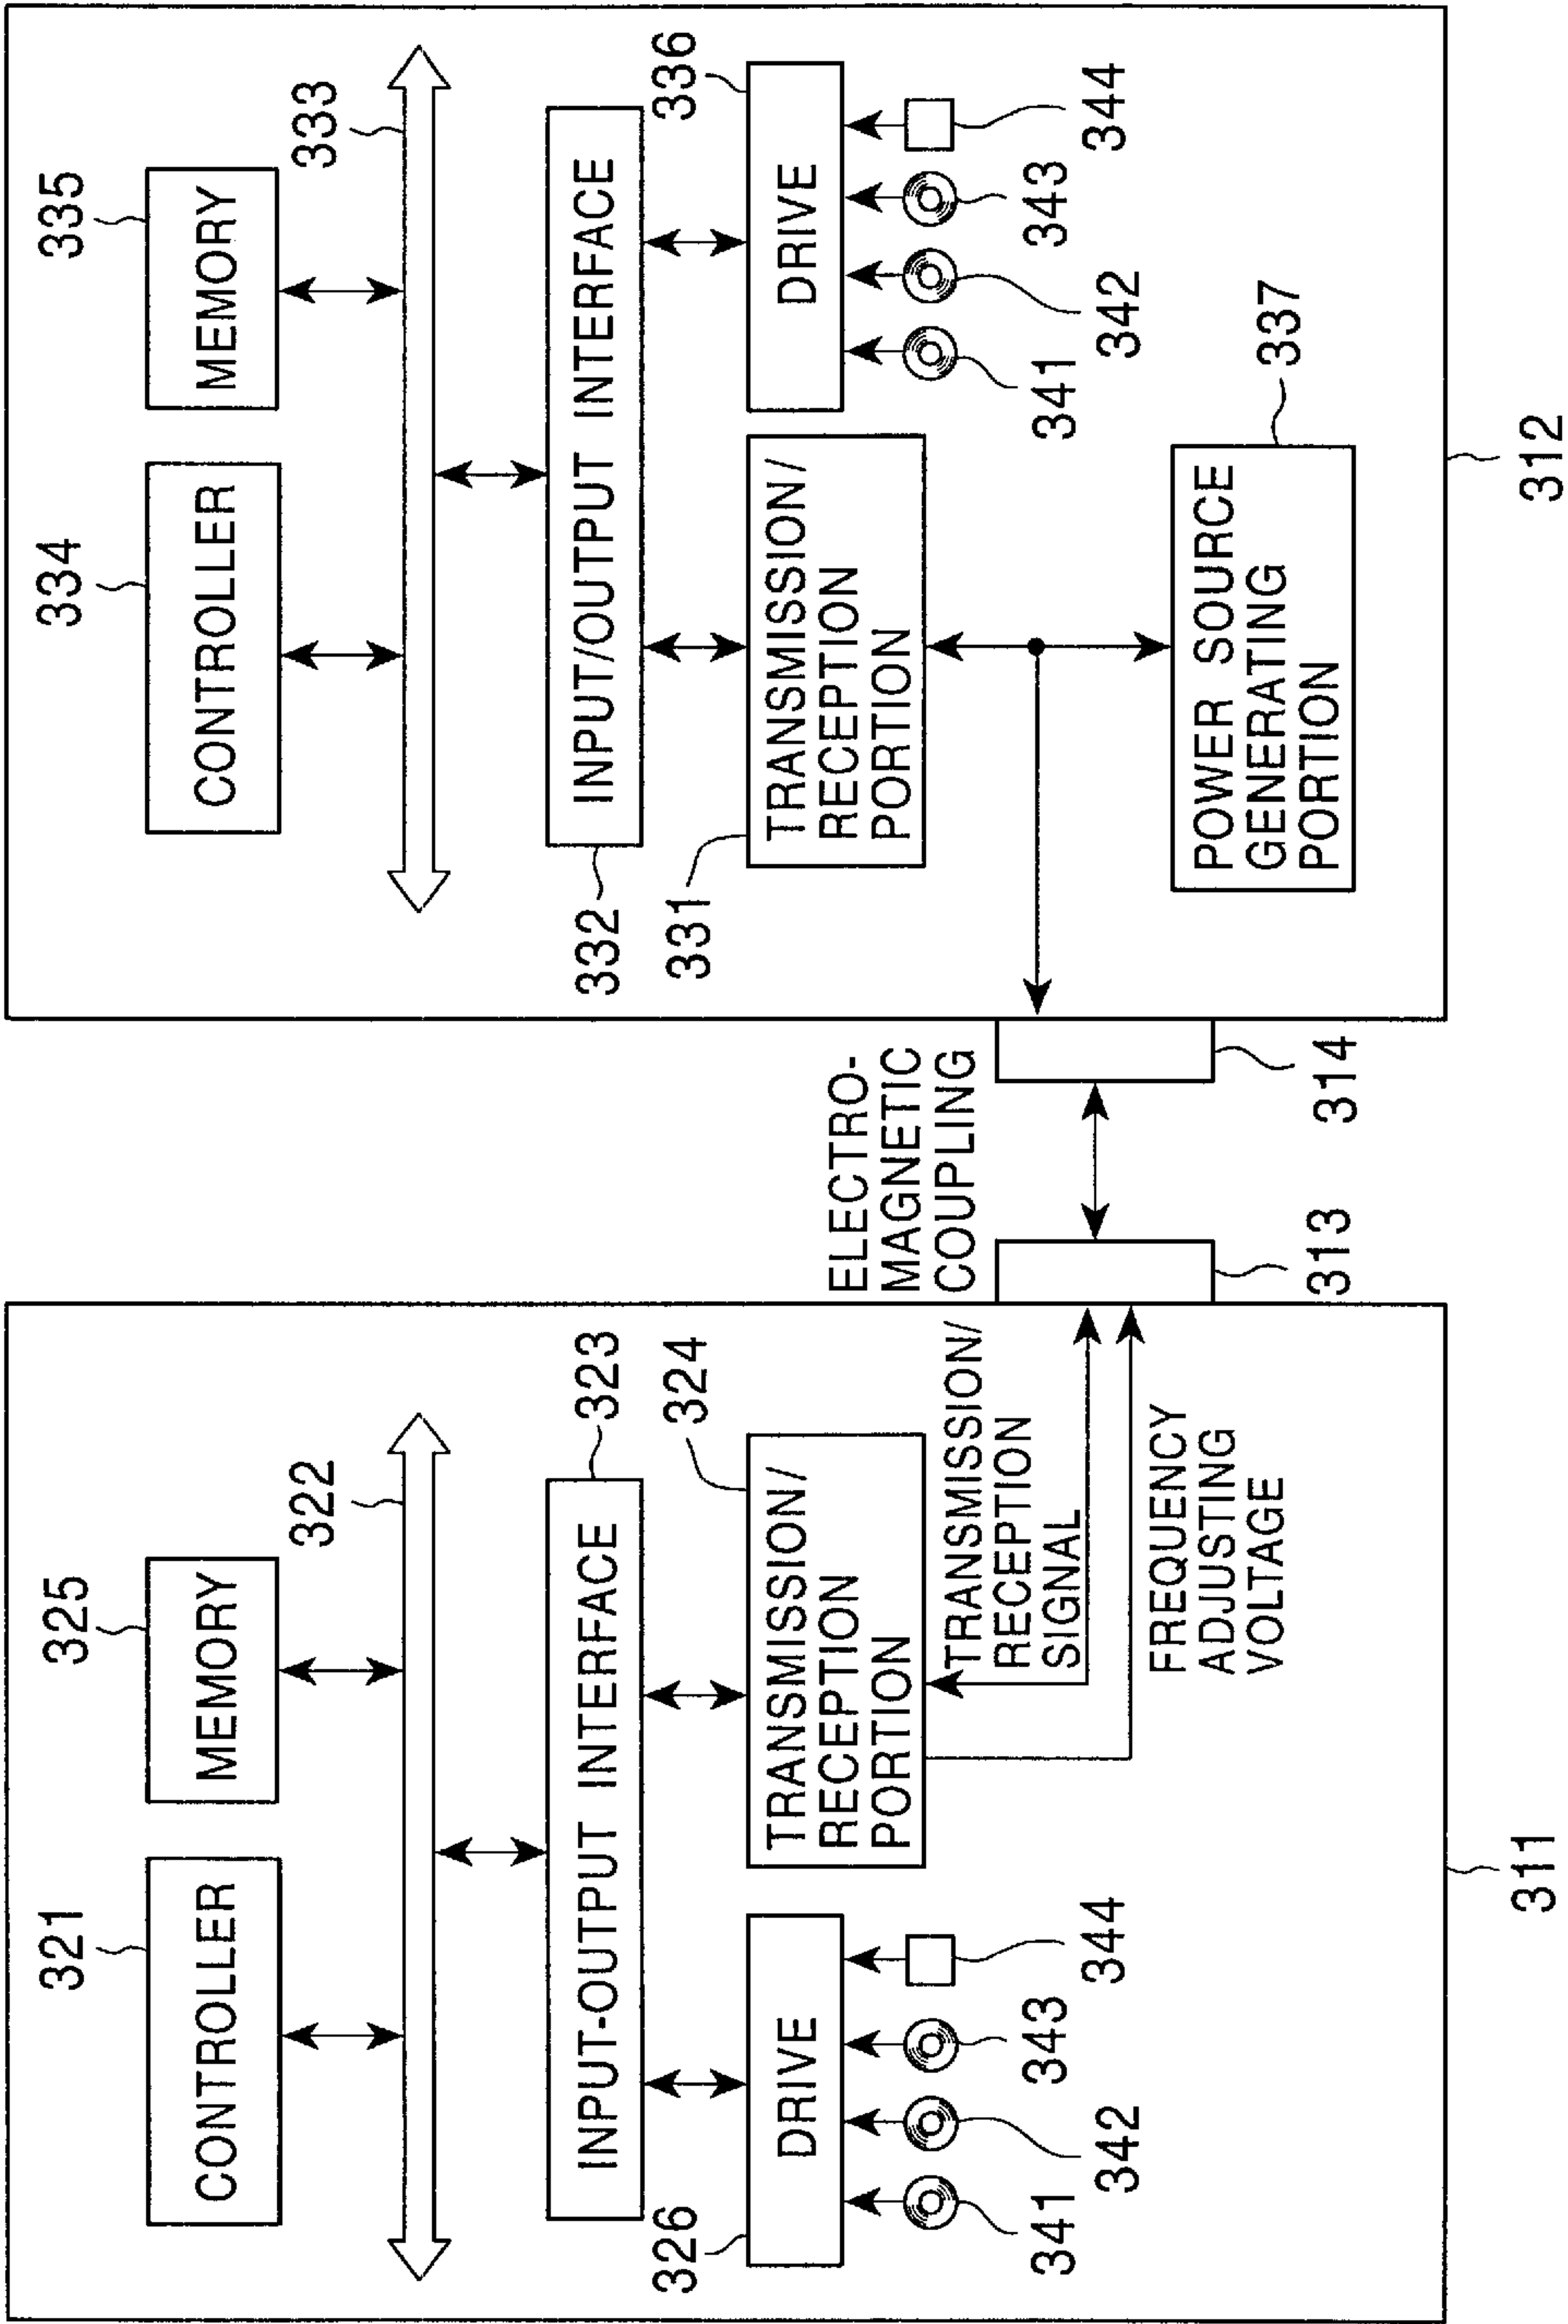 321
325
CONTROLLER
MEMORY
322
INPUT-OUTPUT INTERFACE
323
326
DRIVE
TRANSMISSION/
RECEPTION
PORTION
324
341
342
343
344
TRANSMISSION/
RECEPTION
SIGNAL
FREQUENCY
ADJUSTING
VOLTAGE
311
ELECTRO-
MAGNETIC
COUPLING
313
314
334
335
CONTROLLER
MEMORY
333
332
INPUT/OUTPUT INTERFACE
331
TRANSMISSION/
RECEPTION
PORTION
DRIVE
336
341
342
343
344
POWER SOURCE
GENERATING
PORTION
337
312